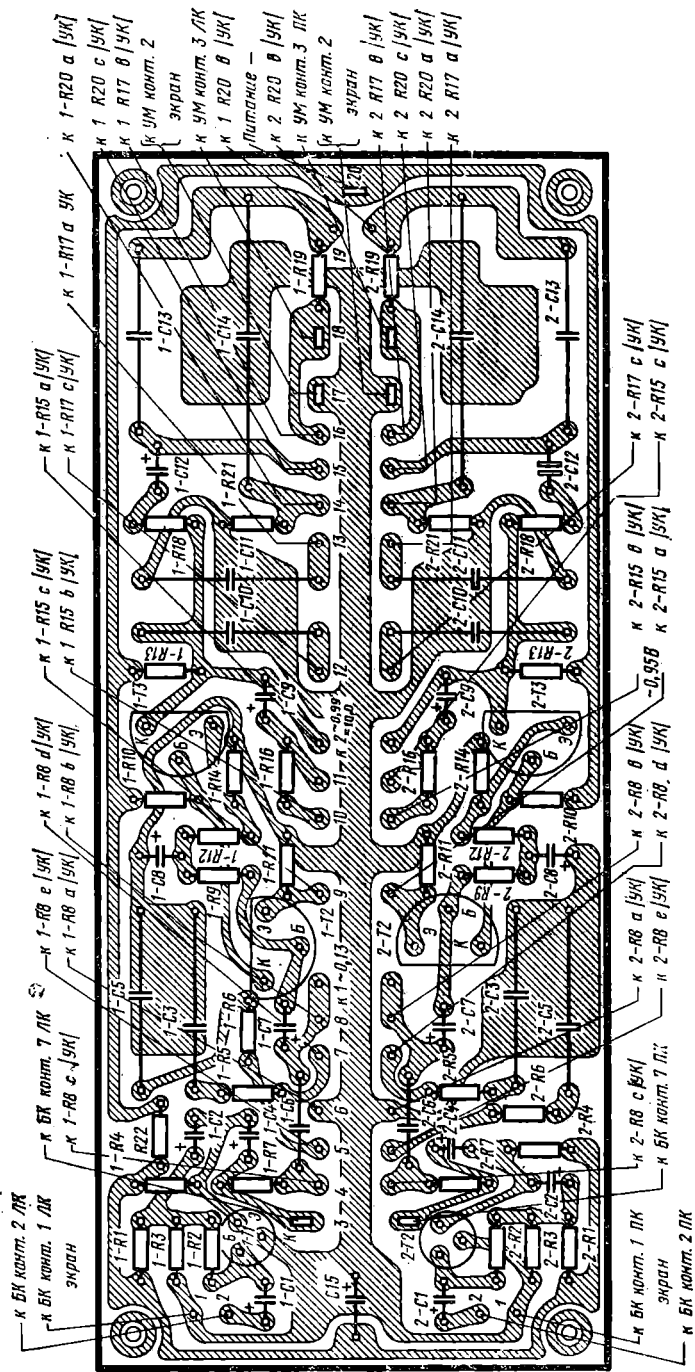 к БК конт. 2 ЛК
к БК конт. 1 ЛК
экран
к БК конт. 7 ЛК
к 1-R8 c [УК]
к 1-R8 e [УК]
к 1-R8 a [УК]
к 1-R8 d [УК]
к 1-R8 b [УК]
к 1-R15 c [УК]
к 1 R15 b [УК]
к 1-R15 a [УК]
к 1-R17 c [УК]
к 1-R17 a УК
к 1-R20 a [УК]
к 1 R20 c [УК]
к 1 R17 в [УК]
к УМ конт. 2
экран
к УМ конт. 3 ЛК
к 1 R20 в [УК]
Питание –
к 2 R20 в [УК]
к УМ конт. 3 ПК
к УМ конт. 2
экран
к 2 R17 в [УК]
к 2 R20 c [УК]
к 2 R20 a [УК]
к 2 R17 a [УК]
1-R1
1-R3
1-R2
1-R4
R22
1-C2
1-C4
1-R7
1-C1
C15
1-C5
1-C3
1-R5
1-R6
1-C7
1-T2
1-C8
1-R9
1-R12
1-R11
1-R10
1-T3
1-R14
1-R16
1-R13
1-C9
1-C10
1-C11
1-R18
1-R21
1-C12
1-C13
1-C14
1-R19
К
Б
Э
1
2
3
4
5
6
7
8
9
10
11
12
13
14
15
16
17
18
19
20
к 1-0,13
2-C1
2-R2
2-R3
2-R1
2-C2
2-R7
2-C4
2-R4
2-R6
2-R5
2-C7
2-C3
2-C5
2-T2
2-R11
2-R12
2-C8
2-R10
2-R14
2-R16
2-T3
2-R13
2-C9
2-C10
2-C11
2-R21
2-R18
2-C12
2-C13
2-C14
2-R19
к БК конт. 1 ПК
экран
к БК конт. 2 ПК
к 2-R8 c [УК]
к БК конт 7 ПК
к 2-R8 a [УК]
к 2-R8 e [УК]
к 2-R8 в [УК]
к 2-R8, d [УК]
-0,95В
к 2-R15 в [УК]
к 2-R15 a [УК]
к 2-R17 c [УК]
к 2-R15 c [УК]